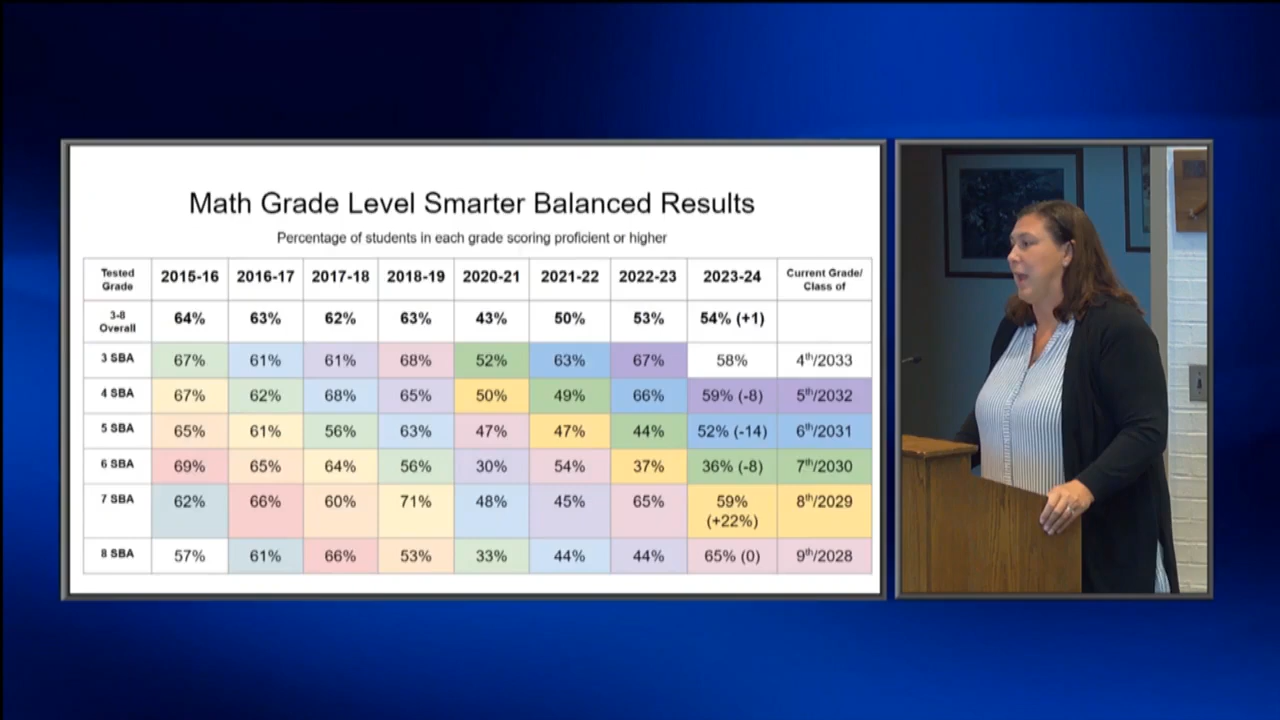 Math Grade Level Smarter Balanced Results
Percentage of students in each grade scoring proficient or higher
Tested Grade 2015-16 2016-17 2017-18 2018-19 2020-21 2021-22 2022-23 2023-24 Current Grade/ Class of
3-8 Overall 64% 63% 62% 63% 43% 50% 53% 54% (+1)
3 SBA 67% 61% 61% 68% 52% 63% 67% 58% 4th/2033
4 SBA 67% 62% 68% 65% 50% 49% 66% 59% (-8) 5th/2032
5 SBA 65% 61% 56% 63% 47% 47% 44% 52% (-14) 6th/2031
6 SBA 69% 65% 64% 56% 30% 54% 37% 36% (-8) 7th/2030
7 SBA 62% 66% 60% 71% 48% 45% 65% 59% (+22%) 8th/2029
8 SBA 57% 61% 66% 53% 33% 44% 44% 65% (0) 9th/2028